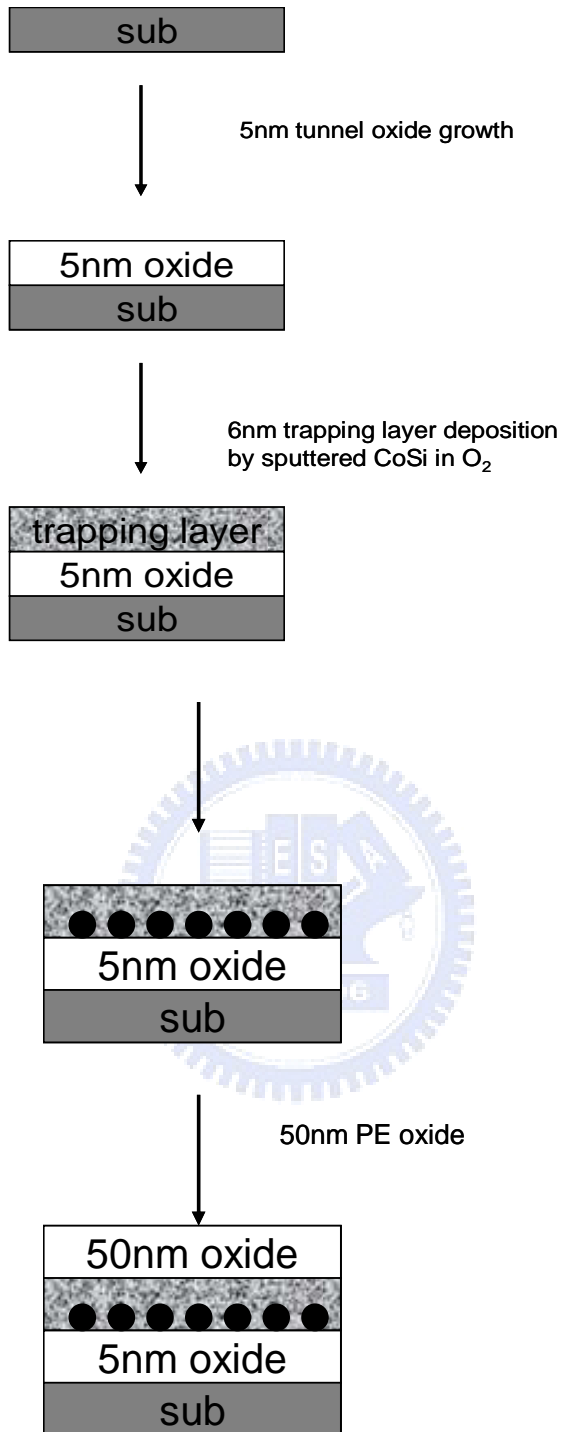 sub
5nm tunnel oxide growth
5nm oxide
sub
6nm trapping layer deposition
by sputtered CoSi in O₂
trapping layer
5nm oxide
sub
E S A
5nm oxide
sub
50nm PE oxide
50nm oxide
5nm oxide
sub